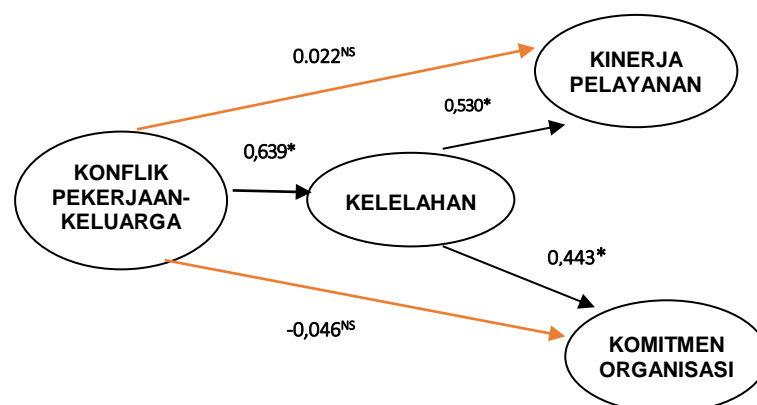 0.022ᴺˢ
KINERJA
PELAYANAN
0,530*
0,639*
KONFLIK
PEKERJAAN-
KELUARGA
KELELAHAN
0,443*
-0,046ᴺˢ
KOMITMEN
ORGANISASI